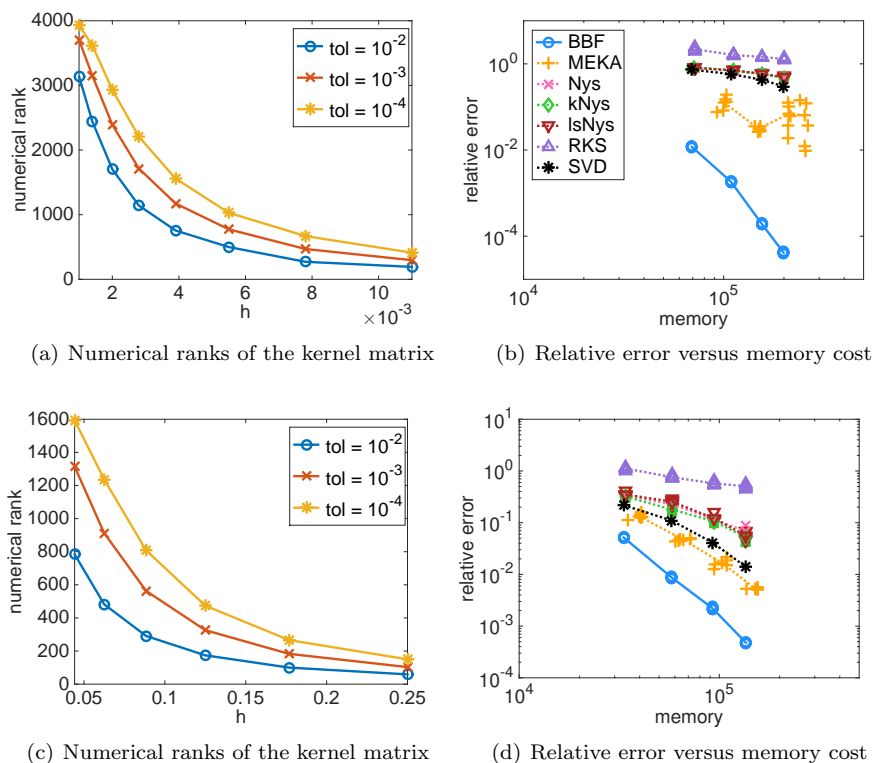 4000
3000
2000
1000
0
numerical rank
tol = 10^-2
tol = 10^-3
tol = 10^-4
2 4 6 8 10
h
×10^-3
(a) Numerical ranks of the kernel matrix
10^0
10^-2
10^-4
relative error
BBF
MEKA
Nys
kNys
lsNys
RKS
SVD
10^4 10^5
memory
(b) Relative error versus memory cost
1600
1400
1200
1000
800
600
400
200
0
numerical rank
tol = 10^-2
tol = 10^-3
tol = 10^-4
0.05 0.1 0.15 0.2 0.25
h
(c) Numerical ranks of the kernel matrix
10^1
10^0
10^-1
10^-2
10^-3
10^-4
relative error
10^4 10^5
memory
(d) Relative error versus memory cost